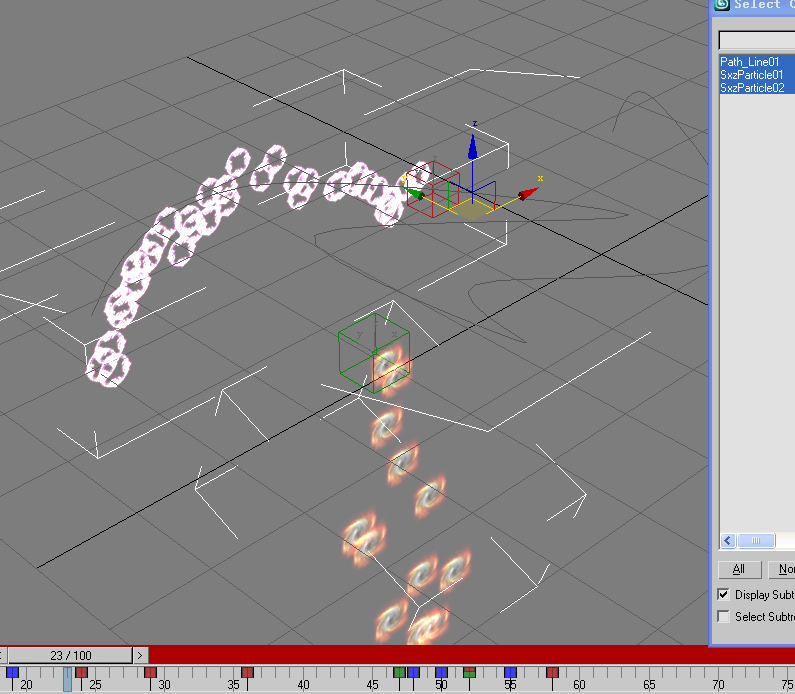 Select
Path_Line01
SxzParticle01
SxzParticle02
z
x
All
Display Subt
Select Subtr
23 / 100
20 25 30 35 40 45 50 55 60 65 70 75